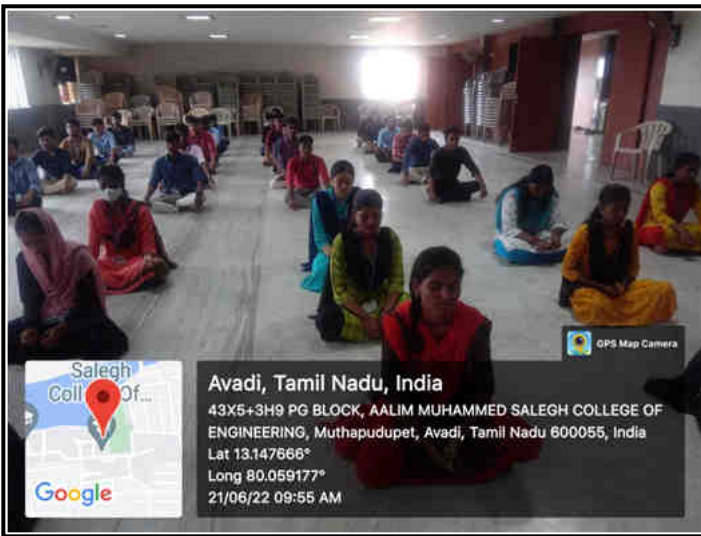 GPS Map Camera
Salegh
Coll Of...
Google
Avadi, Tamil Nadu, India
43X5+3H9 PG BLOCK, AALIM MUHAMMED SALEGH COLLEGE OF
ENGINEERING, Muthapudupet, Avadi, Tamil Nadu 600055, India
Lat 13.147666°
Long 80.059177°
21/06/22 09:55 AM